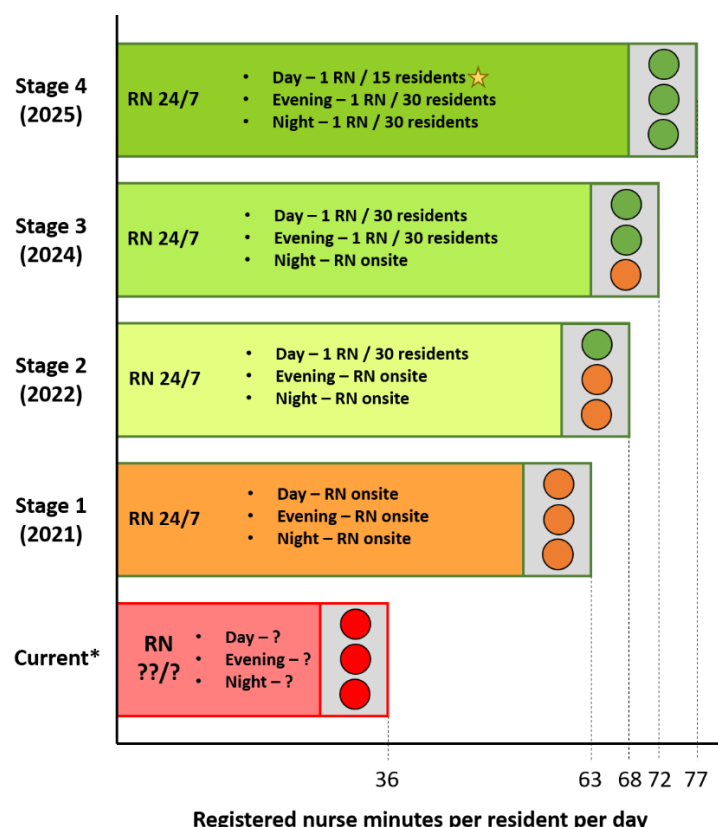 Stage 4
(2025)
RN 24/7
• Day – 1 RN / 15 residents
• Evening – 1 RN / 30 residents
• Night – 1 RN / 30 residents
Stage 3
(2024)
RN 24/7
• Day – 1 RN / 30 residents
• Evening – 1 RN / 30 residents
• Night – RN onsite
Stage 2
(2022)
RN 24/7
• Day – 1 RN / 30 residents
• Evening – RN onsite
• Night – RN onsite
Stage 1
(2021)
RN 24/7
• Day – RN onsite
• Evening – RN onsite
• Night – RN onsite
Current*
RN
??/?
• Day – ?
• Evening – ?
• Night – ?
36 63 68 72 77
Registered nurse minutes per resident per day